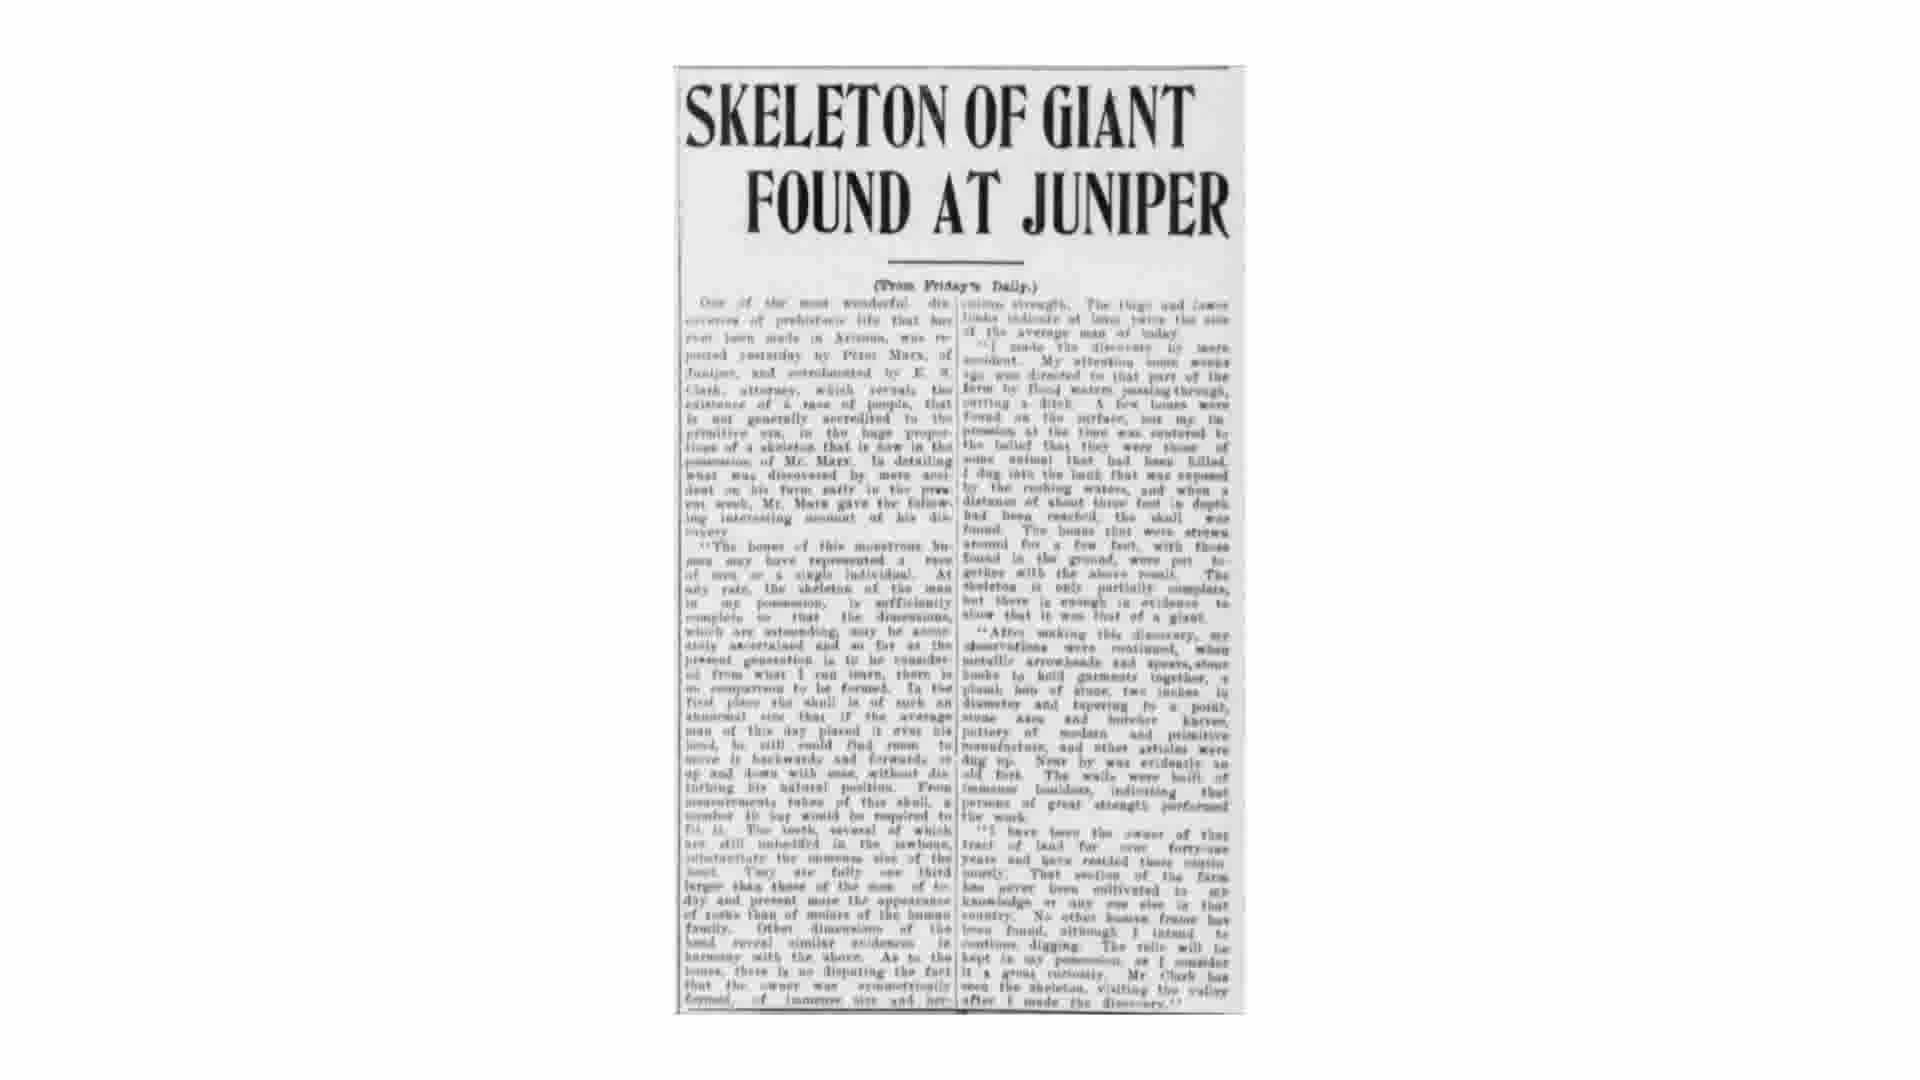 SKELETON OF GIANT
FOUND AT JUNIPER
(From Friday's Daily.)
One of the most wonderful dis-
coveries of prehistoric life that has
ever been made in Arizona, was re-
ported yesterday by Peter Marx, of
Juniper, and corroborated by E. S.
Clark, attorney, which reveals the
existence of a race of people, that
is not generally accredited to the
primitive era, in the huge propor-
tions of a skeleton that is now in the
possession of Mr. Marx. In detailing
what was discovered by mere acci-
dent on his farm early in the pres-
ent week, Mr. Marx gave the follow-
ing interesting account of his dis-
covery
"The bones of this monstrous hu-
man may have represented a race
of men or a single individual. At
any rate, the skeleton of the man
in my possession, is sufficiently
complete so that the dimensions,
which are astounding, may be accur-
ately ascertained and so far as the
present generation is to be consider-
ed from what I can learn, there is
no comparison to be formed. In the
first place the skull is of such an
abnormal size that if the average
man of this day placed it over his
head, he still could find room to
move it backwards and forwards or
up and down with ease, without dis-
turbing his natural position. From
measurements taken of this skull, a
number hat would be required to
fit it. The teeth, several of which
are still imbedded in the jawbone,
substantiate the immense size of the
head. They are fully one third
larger than those of the man of to-
day and present more the appearance
of tusks than of molars of the human
family. Other dimensions of the
head reveal similar evidences in
harmony with the above. As to the
bones, there is no disputing the fact
that the owner was symmetrically
formed, of immense size and her-
culean strength. The thigh and lower
limbs indicate at least twice the size
of the average man of today
"I made the discovery by mere
accident. My attention some weeks
ago was directed to that part of the
farm by flood waters passing through,
cutting a ditch. A few bones were
found on the surface, but my im-
pression at the time was centered to
the belief that they were those of
some animal that had been killed.
I dug into the bank that was exposed
by the rushing waters, and when a
distance of about three feet in depth
had been reached, the skull was
found. The bones that were strewn
around for a few feet, with those
found in the ground, were put to-
gether with the above result. The
skeleton is only partially complete,
but there is enough in evidence to
show that it was that of a giant.
"After making this discovery, my
observations were continued, when
metallic arrowheads and spears, stone
hooks to hold garments together, a
plumb bob of stone, two inches in
diameter and tapering to a point,
stone axes and butcher knives,
pottery of modern and primitive
manufacture, and other articles were
dug up. Near by was evidently an
old fort. The walls were built of
immense boulders, indicating that
persons of great strength performed
the work.
"I have been the owner of that
tract of land for over forty-one
years and have resided there contin-
uously. That section of the farm
has never been cultivated to my
knowledge or any one else in that
country. No other human frame has
been found, although I intend to
continue digging. The relic will be
kept in my possession, as I consider
it a great curiosity. Mr. Clark has
seen the skeleton, visiting the valley
after I made the discovery."